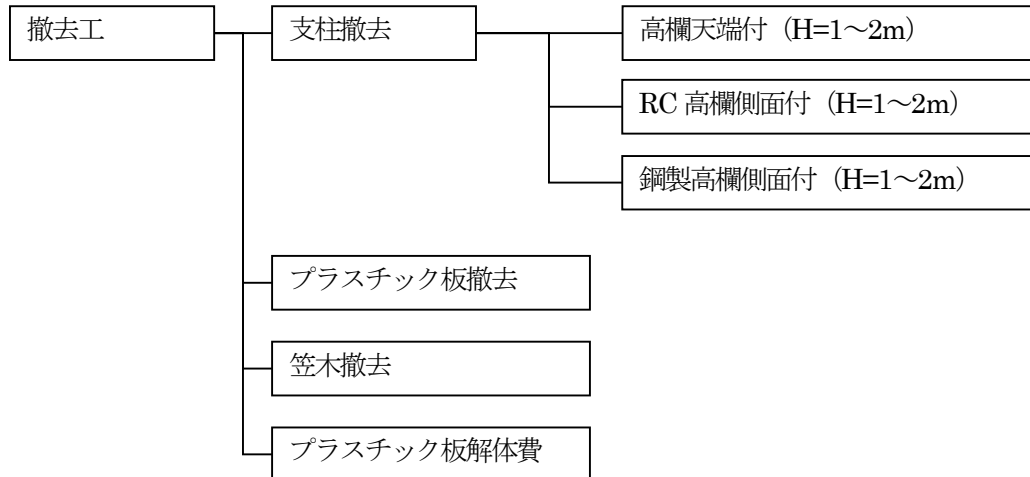 撤去工
支柱撤去
高欄天端付（H=1～2m）
RC 高欄側面付（H=1～2m）
鋼製高欄側面付（H=1～2m）
プラスチック板撤去
笠木撤去
プラスチック板解体費